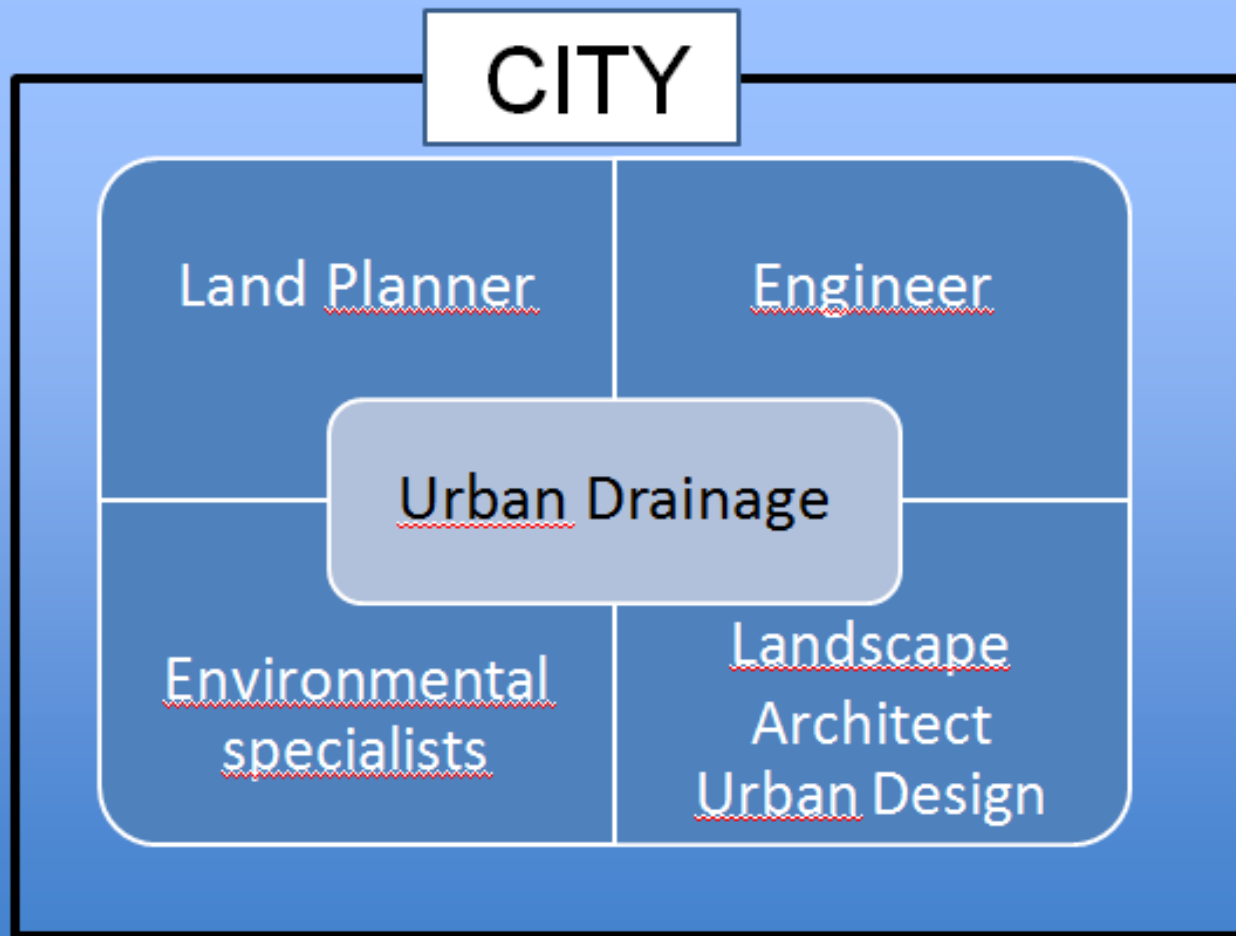 CITY
Land Planner
Engineer
Urban Drainage
Environmental
specialists
Landscape
Architect
Urban Design